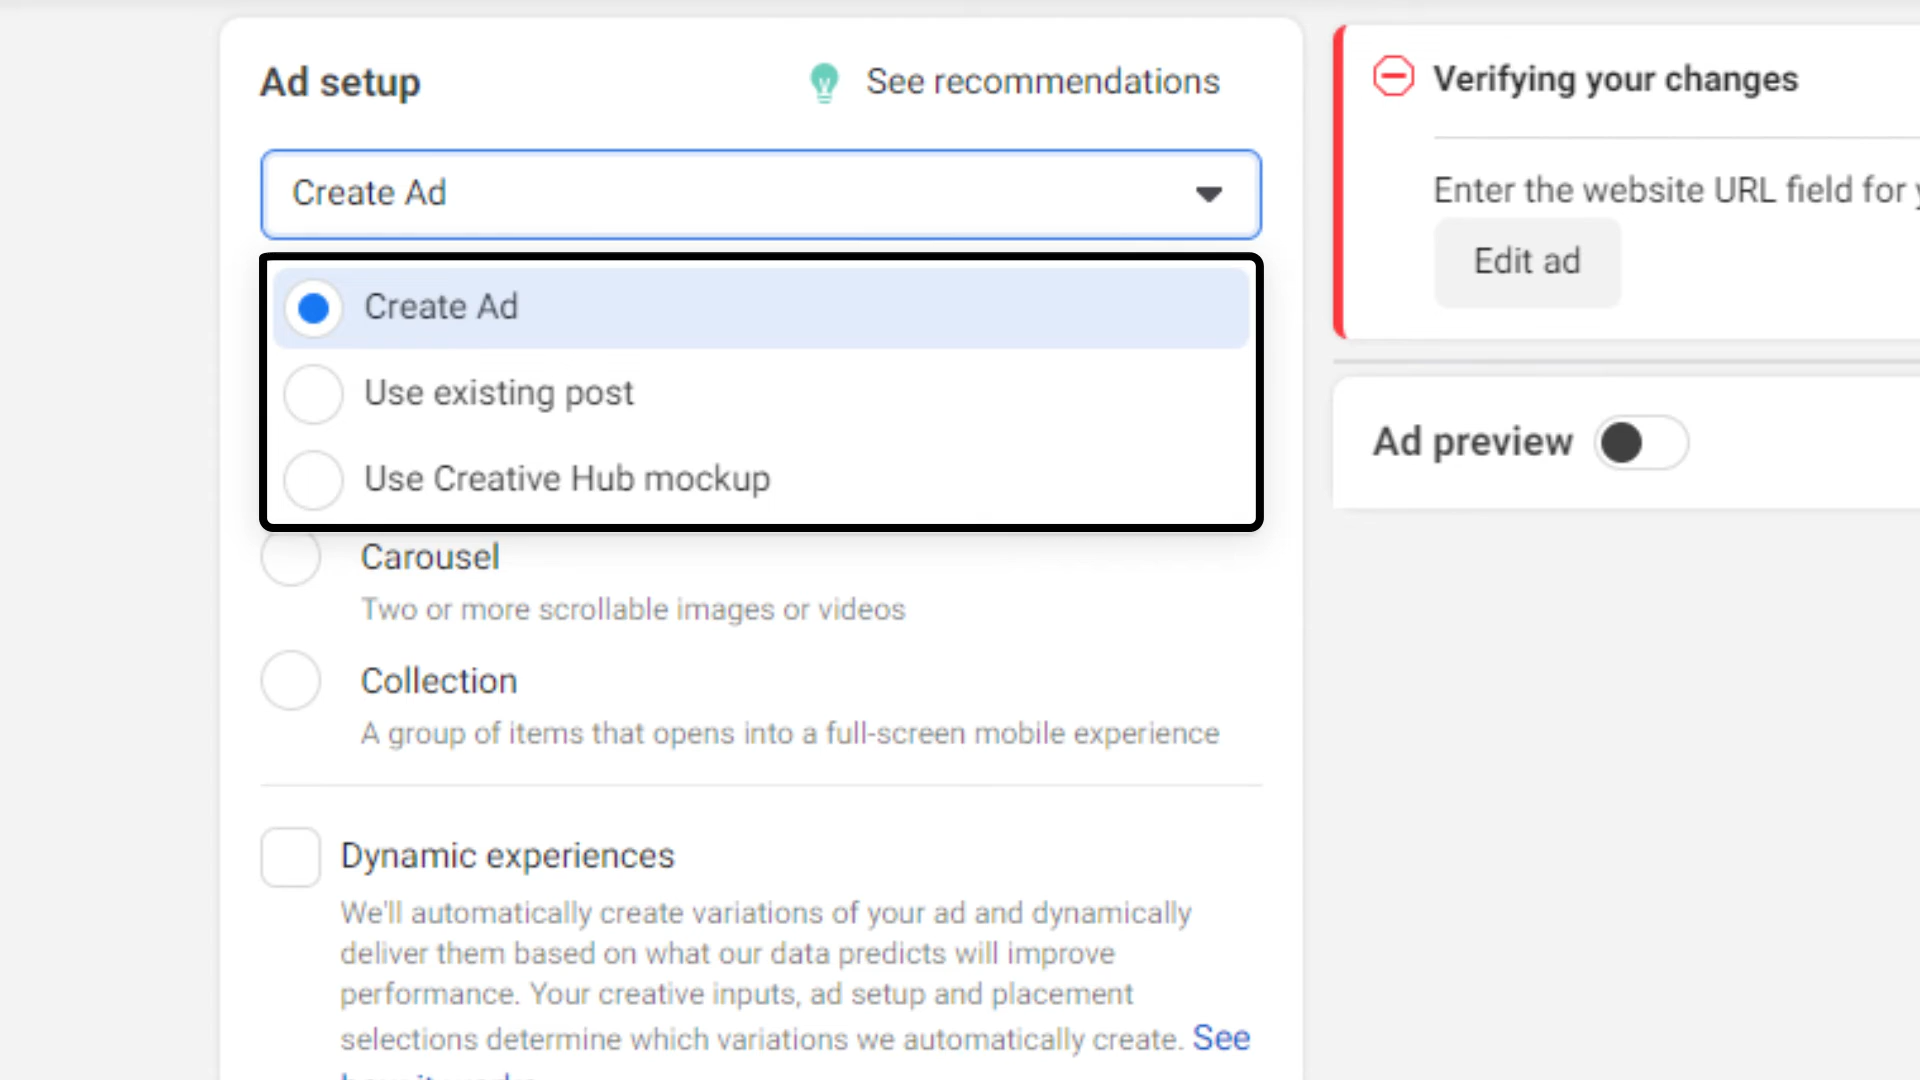 Ad setup
See recommendations
Create Ad
Create Ad
Use existing post
Use Creative Hub mockup
Carousel
Two or more scrollable images or videos
Collection
A group of items that opens into a full-screen mobile experience
Dynamic experiences
We'll automatically create variations of your ad and dynamically
deliver them based on what our data predicts will improve
performance. Your creative inputs, ad setup and placement
selections determine which variations we automatically create. See
Verifying your changes
Enter the website URL field for
Edit ad
Ad preview